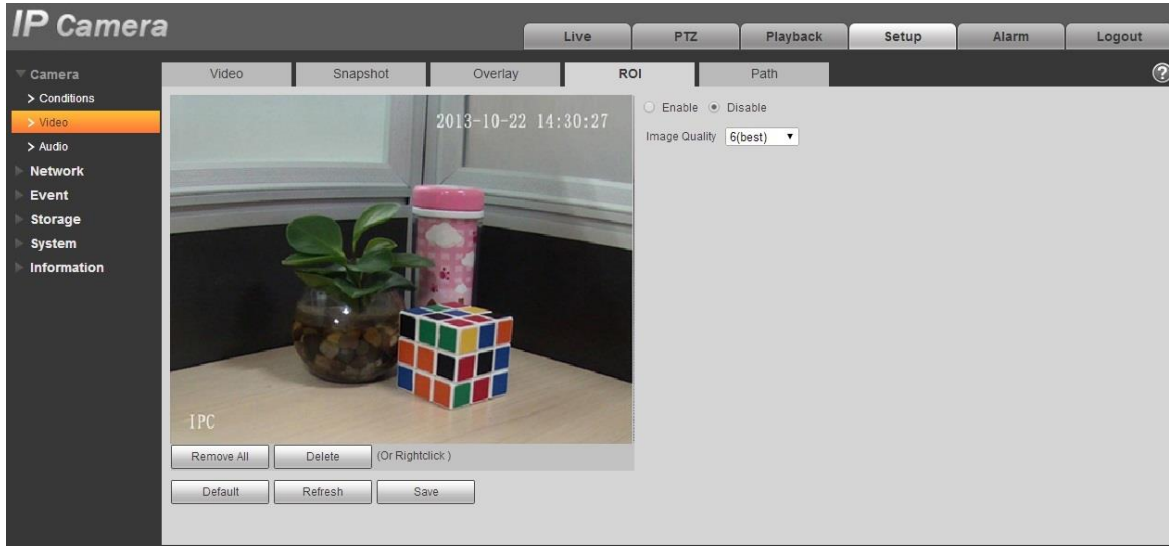 IP Camera
Live PTZ Playback Setup Alarm Logout
Camera
Video Snapshot Overlay ROI Path ?
> Conditions
> Video
> Audio
Network
Event
Storage
System
Information
2013-10-22 14:30:27
IPC
Enable Disable
Image Quality 6(best)
Remove All Delete (Or Rightclick )
Default Refresh Save